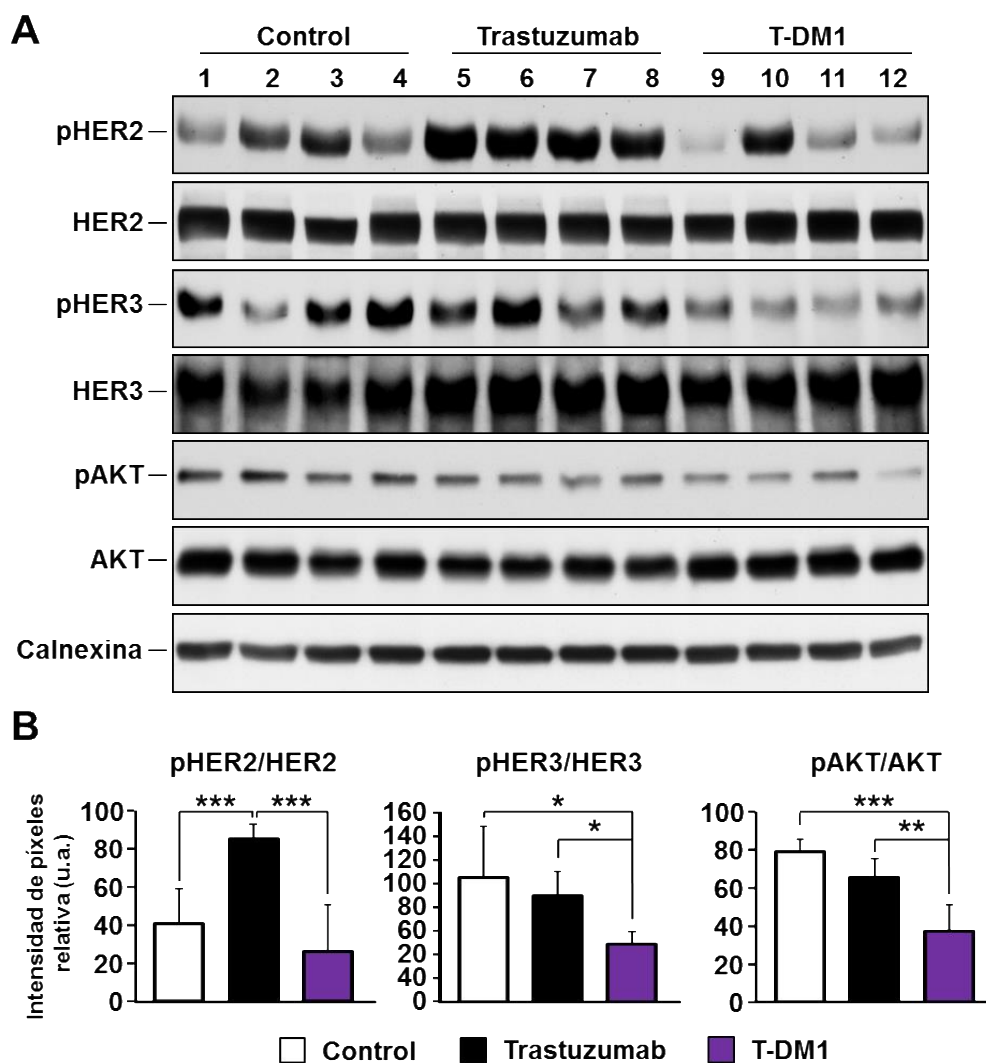 A
Control Trastuzumab T-DM1
1 2 3 4 5 6 7 8 9 10 11 12
pHER2
HER2
pHER3
HER3
pAKT
AKT
Calnexina
B
pHER2/HER2 pHER3/HER3 pAKT/AKT
Intensidad de píxeles
relativa (u.a.)
100
80
60
40
20
0
*** ***
160
140
120
100
80
60
20
40
0
*
*
100
80
60
40
20
0
***
**
Control Trastuzumab T-DM1